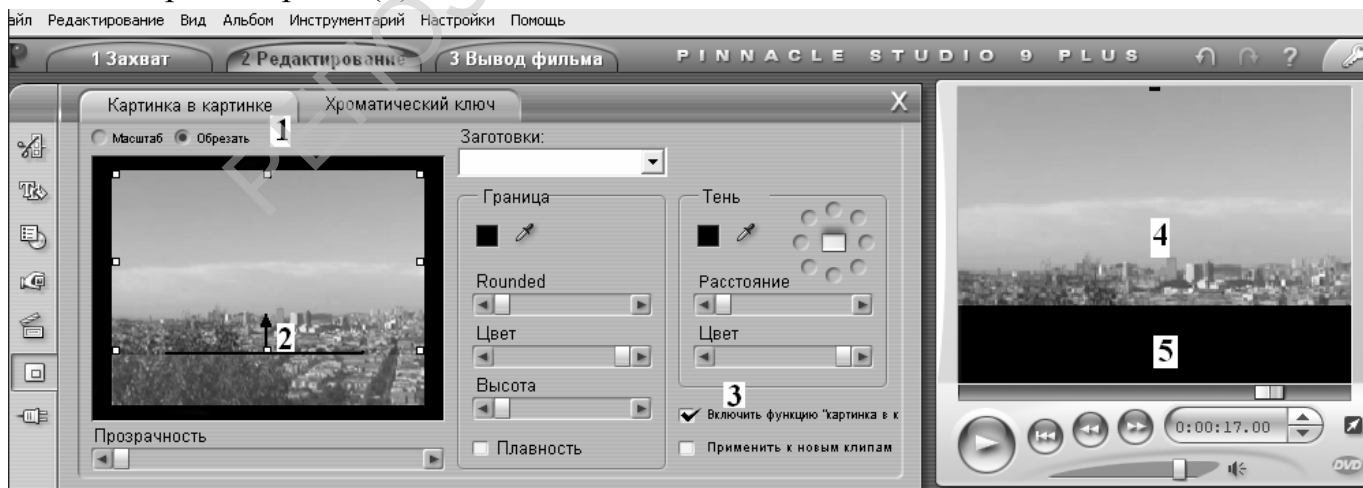 айл Редактирование Вид Альбом Инструментарий Настройки Помощь
1 Захват 2 Редактирование 3 Вывод фильма PINNACLE STUDIO 9 PLUS ?
Картинка в картинке Хроматический ключ X
Масштаб Обрезать 1 Заготовки:
Граница Тень
4
Rounded Расстояние
2 Цвет Цвет
5
Высота 3
Включить функцию "картинка в к
0:00:17.00
Прозрачность Плавность Применить к новым клипам
DVD